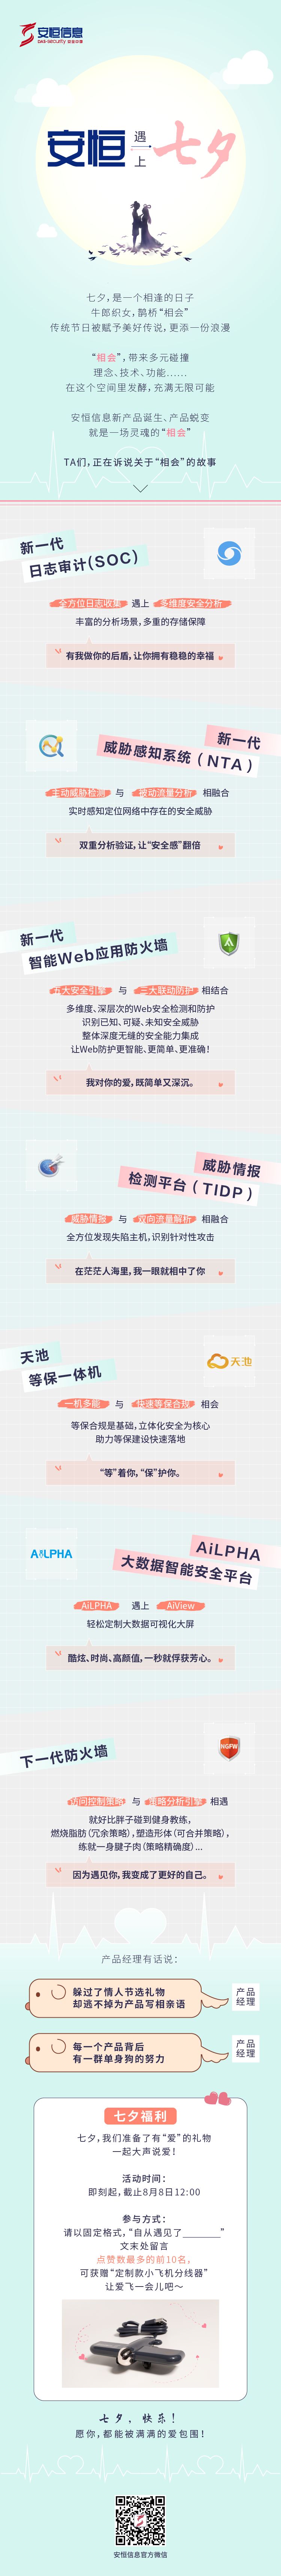 安恒信息
DAS-Security
安恒
遇上
七夕
七夕,是一个相逢的日子
牛郎织女,鹊桥“相会”
传统节日被赋予美好传说,更添一份浪漫
“相会”,带来多元碰撞
理念、技术、功能……
在这个空间里发酵,充满无限可能
安恒信息新产品诞生、产品蜕变
就是一场灵魂的“相会”
TA们,正在诉说关于“相会”的故事
新一代
日志审计(SOC)
全方位日志收集 遇上 多维度安全分析
丰富的分析场景,多重的存储保障
有我做你的后盾,让你拥有稳稳的幸福
新一代
威胁感知系统(NTA)
主动威胁检测 与 被动流量分析 相融合
实时感知定位网络中存在的安全威胁
双重分析验证,让“安全感”翻倍
新一代
智能Web应用防火墙
五大安全引擎 与 三大联动防护 相结合
多维度、深层次的Web安全检测和防护
识别已知、可疑、未知安全威胁
整体深度无缝的安全能力集成
让Web防护更智能、更简单、更准确!
我对你的爱,既简单又深沉。
威胁情报
检测平台(TIDP)
威胁情报 与 双向流量解析 相融合
全方位发现失陷主机,识别针对性攻击
在茫茫人海里,我一眼就相中了你
天池
等保一体机
天池
一机多能 与 快速等保合规 相会
等保合规是基础,立体化安全为核心
助力等保建设快速落地
“等”着你,“保”护你。
AiLPHA
AiLPHA
大数据智能安全平台
AiLPHA 遇上 AiView
轻松定制大数据可视化大屏
酷炫、时尚、高颜值,一秒就俘获芳心。
下一代防火墙
NGFW
访问控制策略 与 策略分析引擎 相遇
就好比胖子碰到健身教练,
燃烧脂肪(冗余策略),塑造形体(可合并策略),
练就一身腱子肉(策略精确度)...
因为遇见你,我变成了更好的自己。
产品经理有话说:
躲过了情人节选礼物
却逃不掉为产品写相亲语
产品
经理
每一个产品背后
有一群单身狗的努力
产品
经理
七夕福利
七夕,我们准备了有“爱”的礼物
一起大声说爱!
活动时间:
即刻起,截止8月8日12:00
参与方式:
请以固定格式,“自从遇见了________”
文末处留言
点赞数最多的前10名,
可获赠“定制款小飞机分线器”
让爱飞一会儿吧~
七夕,快乐!
愿你,都能被满满的爱包围!
安恒信息官方微信